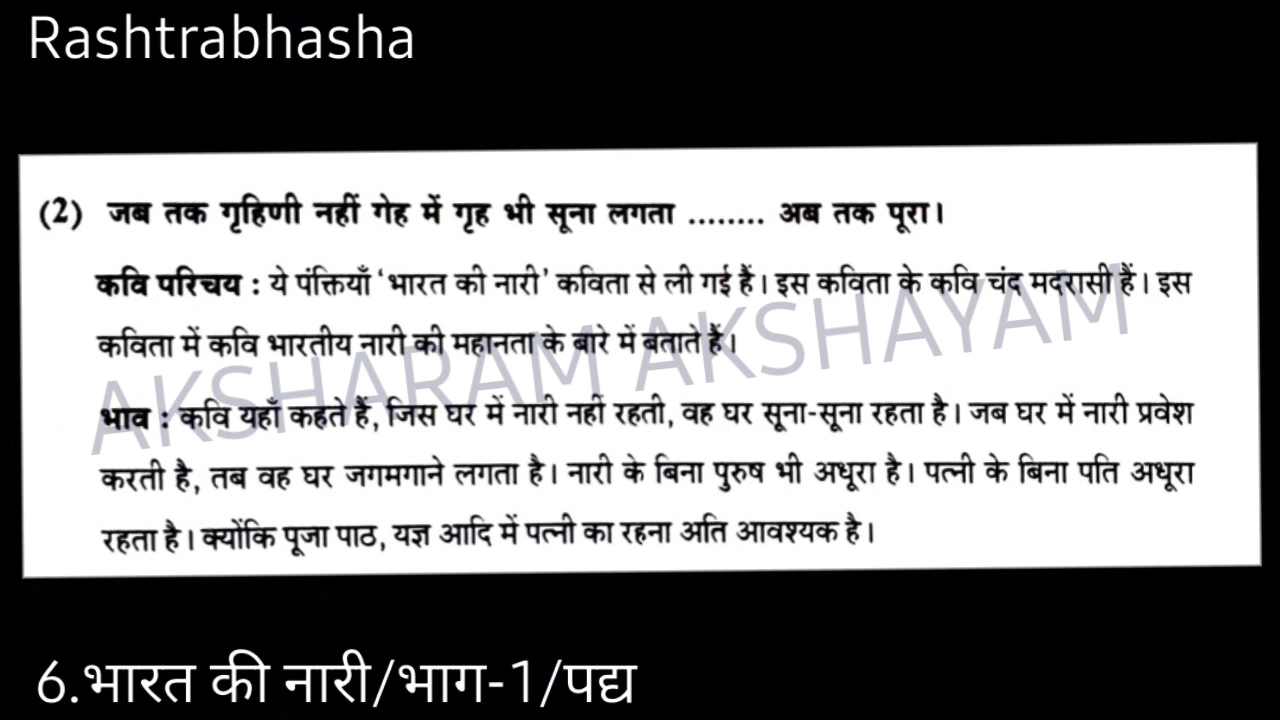 Rashtrabhasha
(2) जब तक गृहिणी नहीं गेह में गृह भी सूना लगता ........ अब तक पूरा।
कवि परिचय : ये पंक्तियाँ 'भारत की नारी' कविता से ली गई हैं। इस कविता के कवि चंद मदरासी हैं। इस
कविता में कवि भारतीय नारी की महानता के बारे में बताते हैं।
AKSHARAM AKSHAYAM
भाव : कवि यहाँ कहते हैं, जिस घर में नारी नहीं रहती, वह घर सूना-सूना रहता है। जब घर में नारी प्रवेश
करती है, तब वह घर जगमगाने लगता है। नारी के बिना पुरुष भी अधूरा है। पत्नी के बिना पति अधूरा
रहता है। क्योंकि पूजा पाठ, यज्ञ आदि में पत्नी का रहना अति आवश्यक है।
6.भारत की नारी/भाग-1/पद्य